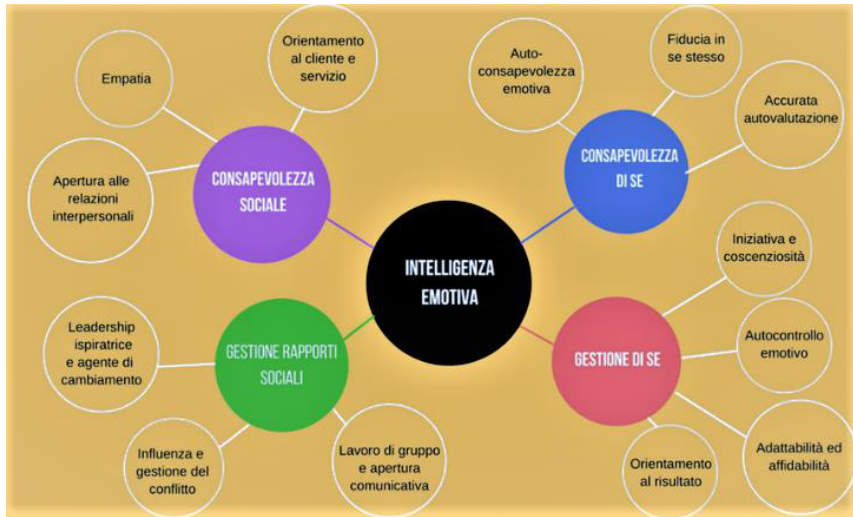 Empatia
Orientamento
al cliente e
servizio
Apertura alle
relazioni
interpersonali
CONSAPEVOLEZZA
SOCIALE
Auto-
consapevolezza
emotiva
Fiducia in
se stesso
Accurata
autovalutazione
CONSAPEVOLEZZA
DI SE
INTELLIGENZA
EMOTIVA
Leadership
ispiratrice
e agente di
cambiamento
GESTIONE RAPPORTI
SOCIALI
Influenza e
gestione del
conflitto
Lavoro di gruppo
e apertura
comunicativa
Iniziativa e
coscenziosità
GESTIONE DI SE
Autocontrollo
emotivo
Adattabilità ed
affidabilità
Orientamento
al risultato